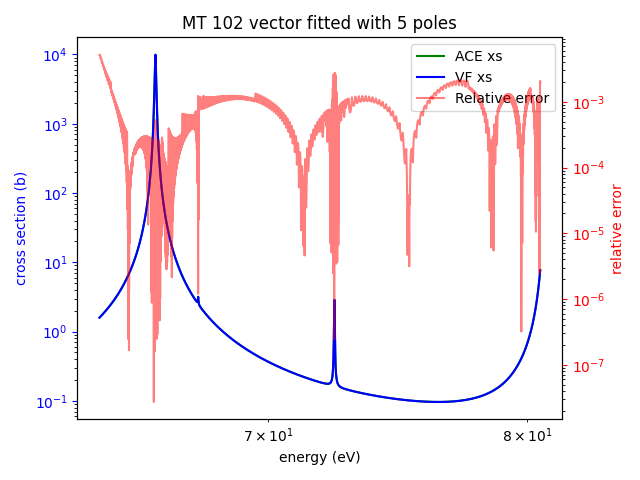 MT 102 vector fitted with 5 poles
ACE xs
VF xs
Relative error
10⁴
10³
10²
10¹
10⁰
10⁻¹
cross section (b)
10⁻³
10⁻⁴
10⁻⁵
10⁻⁶
10⁻⁷
relative error
7 × 10¹
8 × 10¹
energy (eV)